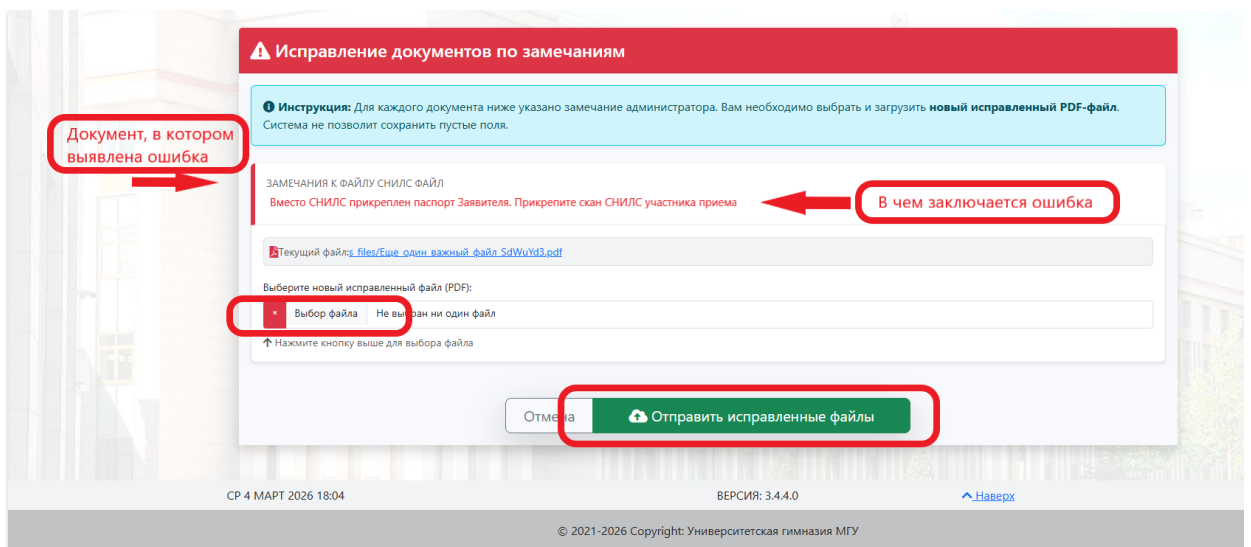 Исправление документов по замечаниям
Инструкция: Для каждого документа ниже указано замечание администратора. Вам необходимо выбрать и загрузить новый исправленный PDF-файл.
Система не позволит сохранить пустые поля.
Документ, в котором
выявлена ошибка
ЗАМЕЧАНИЯ К ФАЙЛУ СНИЛС ФАЙЛ
Вместо СНИЛС прикреплен паспорт Заявителя. Прикрепите скан СНИЛС участника приема
В чем заключается ошибка
Текущий файл:s_files/Еще_один_важный_файл_SdWuYd3.pdf
Выберите новый исправленный файл (PDF):
* Выбор файла Не выбран ни один файл
Нажмите кнопку выше для выбора файла
Отмена Отправить исправленные файлы
СР 4 МАРТ 2026 18:04 ВЕРСИЯ: 3.4.4.0 Наверх
© 2021-2026 Copyright: Университетская гимназия МГУ